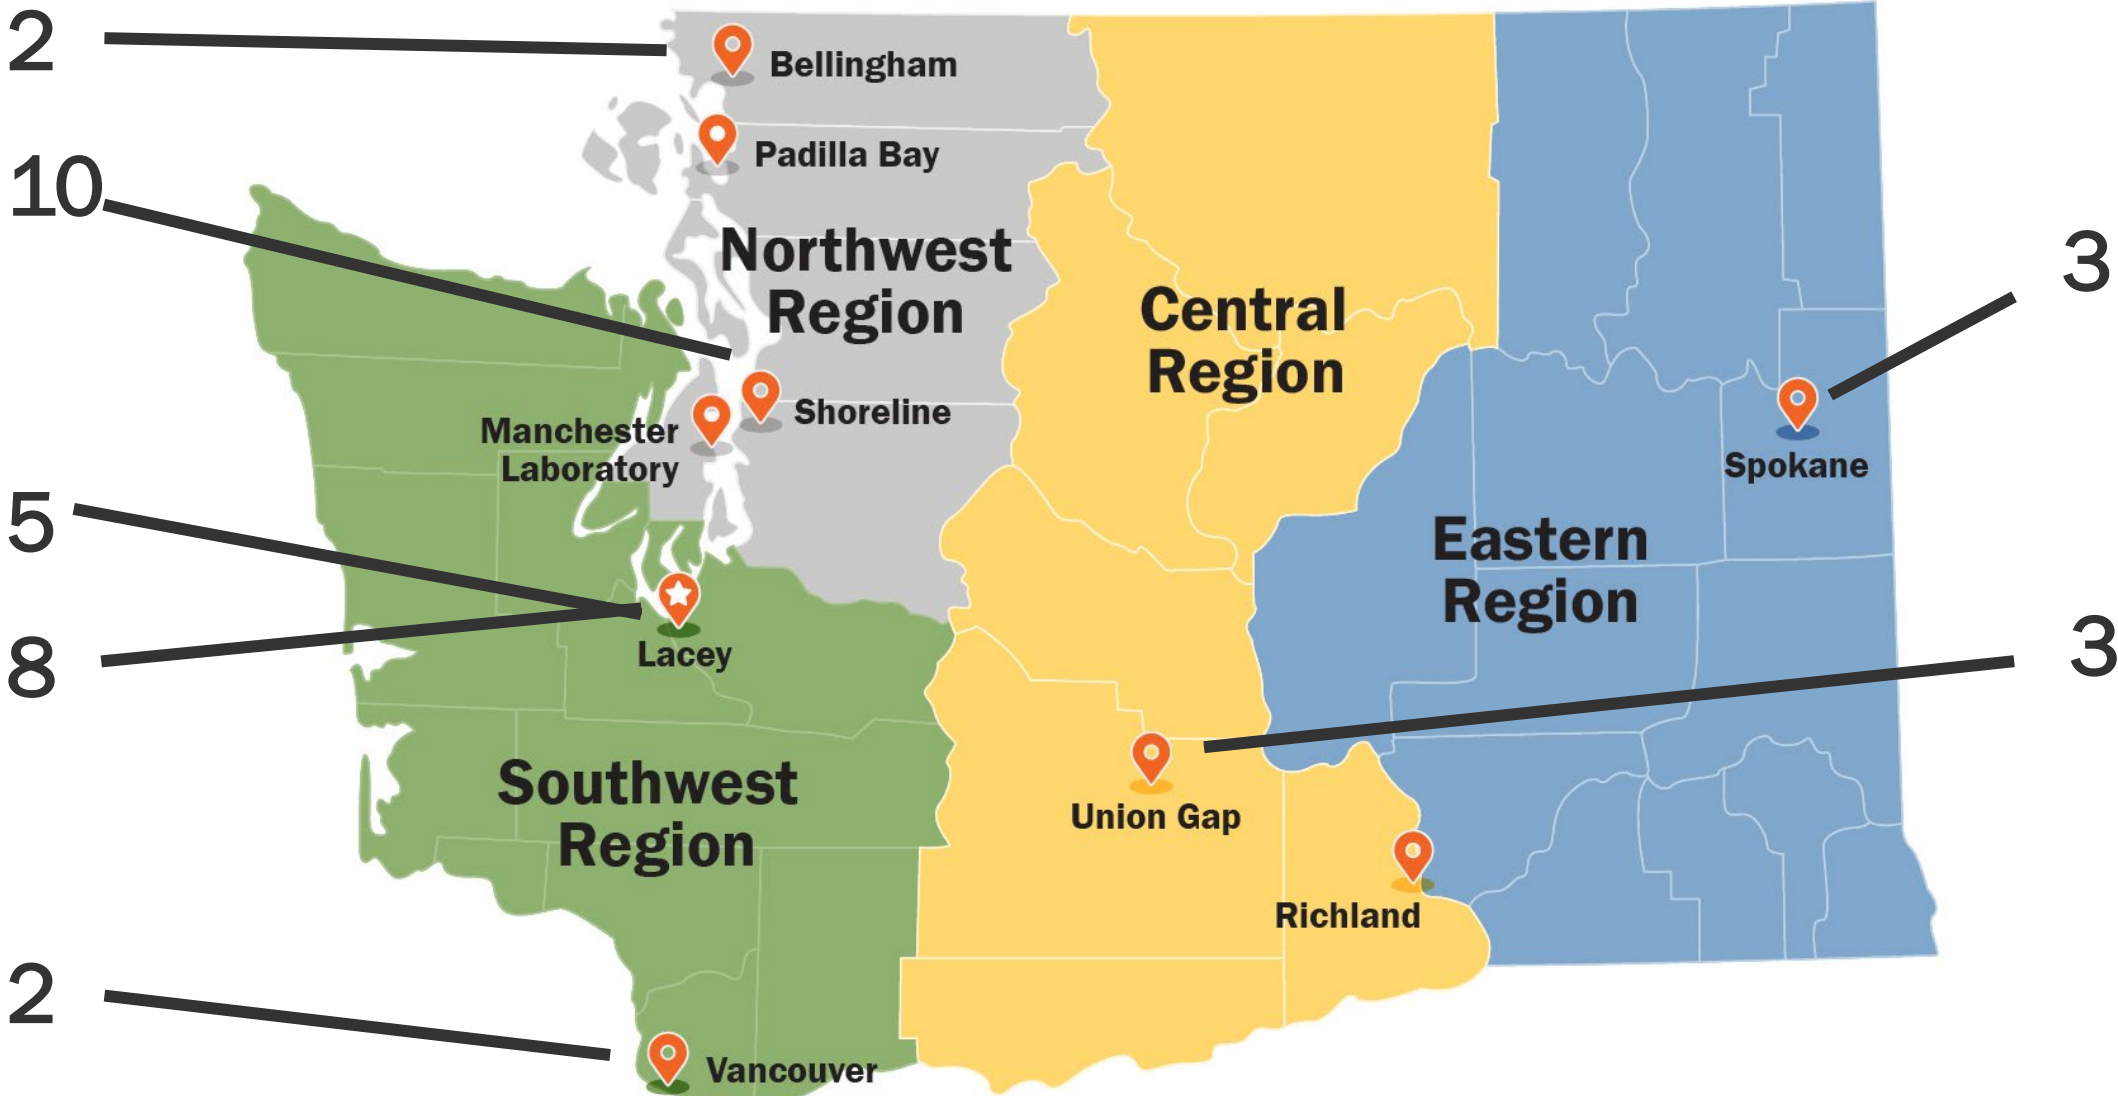 2
Bellingham
Padilla Bay
10
Northwest
Region
3
Central
Region
Manchester
Laboratory
Shoreline
Spokane
5
Eastern
Region
8
Lacey
3
Southwest
Region
Union Gap
Richland
2
Vancouver